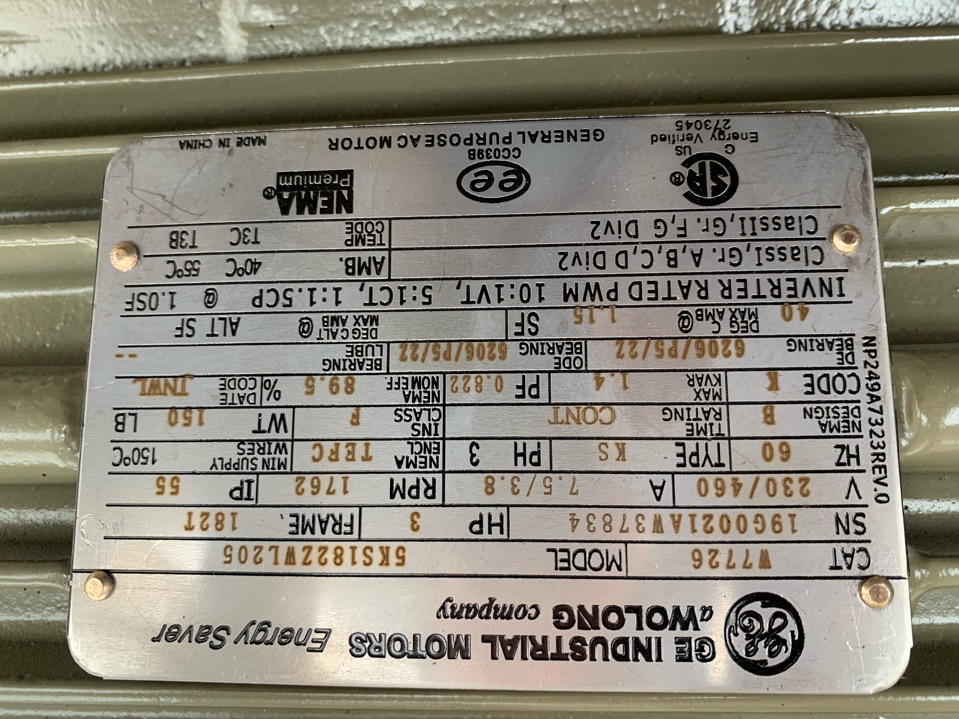 GE INDUSTRIAL MOTORS Energy Saver
a WOLONG company
CAT W7726 MODEL 5KS182ZWL205
SN 19G0021AW37834 HP 3 FRAME. 182T
V 230/460 A 7.5/3.8 RPM 1762 IP 55
HZ 60 TYPE KS PH 3 NEMA ENCL TEFC MIN SUPPLY WIRES 150°C
NEMA DESIGN B TIME RATING CONT INS CLASS F WT 150 LB
CODE K MAX KVAR 1.4 PF 0.822 NEMA NOM EFF 89.5 % DATE CODE JNWL
DE BEARING 6206/P5/ZZ ODE BEARING 6206/P5/ZZ BEARING LUBE --
40 DEG C MAX AMB @ 1.15 SF DEG C ALT @ MAX AMB ALT SF
INVERTER RATED PWM 10:1VT, 5:1CT, 1:1.5CP @ 1.0SF
ClassI, Gr. A,B,C,D Div2 AMB. 40°C 55°C
ClassII, Gr. F,G Div2 TEMP CODE T3C T3B
C SA® US ee NEMA® Premium
Energy Verified CC039B
273045 GENERAL PURPOSE AC MOTOR MADE IN CHINA
NP249A7323REV.0